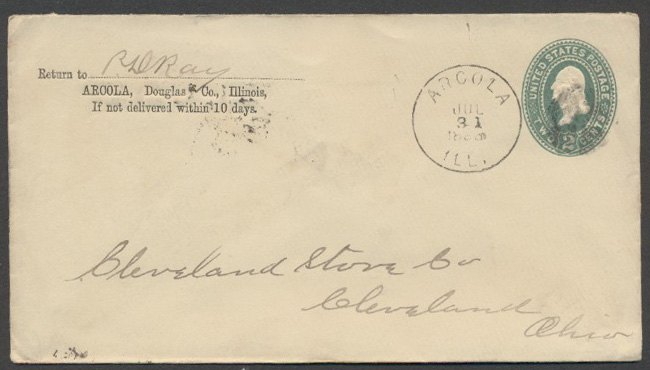 Return to R D Ray
ARCOLA, Douglas Co., Illinois,
If not delivered within 10 days.
ARCOLA
JUL
31
1888
ILL.
UNITED STATES POSTAGE
TWO 2 CENTS
Cleveland Stove Co
Cleveland
Ohio